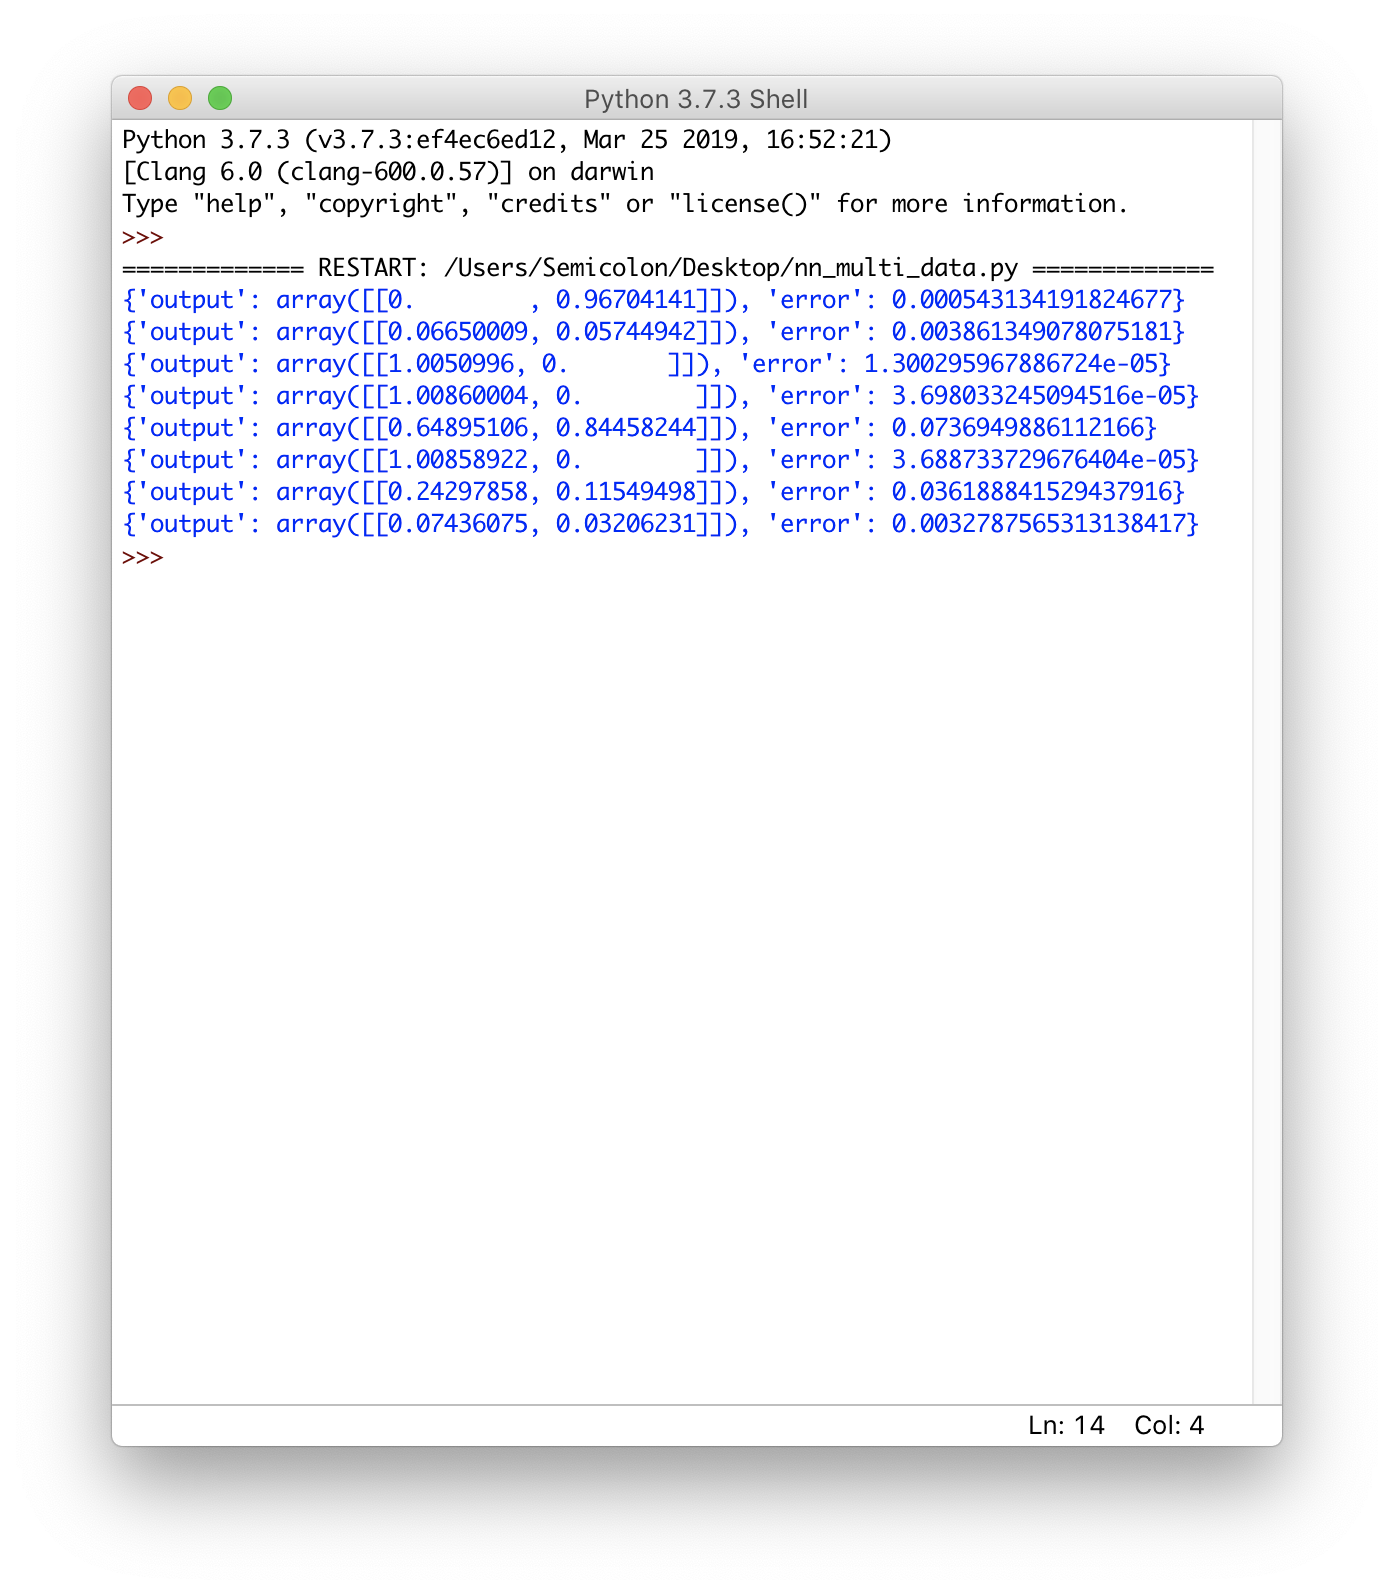 Python 3.7.3 Shell
Python 3.7.3 (v3.7.3:ef4ec6ed12, Mar 25 2019, 16:52:21)
[Clang 6.0 (clang-600.0.57)] on darwin
Type "help", "copyright", "credits" or "license()" for more information.
>>>
============= RESTART: /Users/Semicolon/Desktop/nn_multi_data.py =============
{'output': array([[0.        , 0.96704141]]), 'error': 0.000543134191824677}
{'output': array([[0.06650009, 0.05744942]]), 'error': 0.003861349078075181}
{'output': array([[1.0050996, 0.       ]]), 'error': 1.300295967886724e-05}
{'output': array([[1.00860004, 0.        ]]), 'error': 3.698033245094516e-05}
{'output': array([[0.64895106, 0.84458244]]), 'error': 0.0736949886112166}
{'output': array([[1.00858922, 0.        ]]), 'error': 3.688733729676404e-05}
{'output': array([[0.24297858, 0.11549498]]), 'error': 0.036188841529437916}
{'output': array([[0.07436075, 0.03206231]]), 'error': 0.0032787565313138417}
>>>
Ln: 14 Col: 4